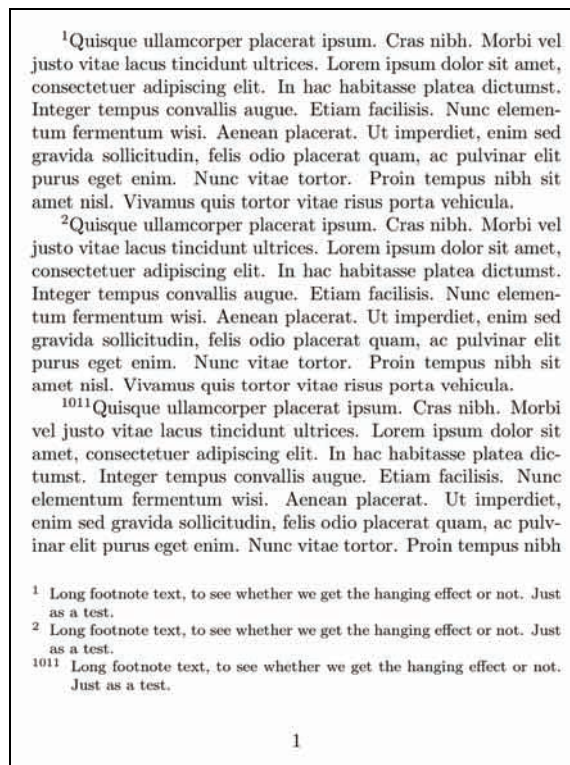 ¹Quisque ullamcorper placerat ipsum. Cras nibh. Morbi vel
justo vitae lacus tincidunt ultrices. Lorem ipsum dolor sit amet,
consectetuer adipiscing elit. In hac habitasse platea dictumst.
Integer tempus convallis augue. Etiam facilisis. Nunc elemen-
tum fermentum wisi. Aenean placerat. Ut imperdiet, enim sed
gravida sollicitudin, felis odio placerat quam, ac pulvinar elit
purus eget enim. Nunc vitae tortor. Proin tempus nibh sit
amet nisl. Vivamus quis tortor vitae risus porta vehicula.
²Quisque ullamcorper placerat ipsum. Cras nibh. Morbi vel
justo vitae lacus tincidunt ultrices. Lorem ipsum dolor sit amet,
consectetuer adipiscing elit. In hac habitasse platea dictumst.
Integer tempus convallis augue. Etiam facilisis. Nunc elemen-
tum fermentum wisi. Aenean placerat. Ut imperdiet, enim sed
gravida sollicitudin, felis odio placerat quam, ac pulvinar elit
purus eget enim. Nunc vitae tortor. Proin tempus nibh sit
amet nisl. Vivamus quis tortor vitae risus porta vehicula.
¹⁰¹¹Quisque ullamcorper placerat ipsum. Cras nibh. Morbi
vel justo vitae lacus tincidunt ultrices. Lorem ipsum dolor sit
amet, consectetuer adipiscing elit. In hac habitasse platea dic-
tumst. Integer tempus convallis augue. Etiam facilisis. Nunc
elementum fermentum wisi. Aenean placerat. Ut imperdiet,
enim sed gravida sollicitudin, felis odio placerat quam, ac pulv-
inar elit purus eget enim. Nunc vitae tortor. Proin tempus nibh
¹ Long footnote text, to see whether we get the hanging effect or not. Just
as a test.
² Long footnote text, to see whether we get the hanging effect or not. Just
as a test.
¹⁰¹¹ Long footnote text, to see whether we get the hanging effect or not.
Just as a test.
1